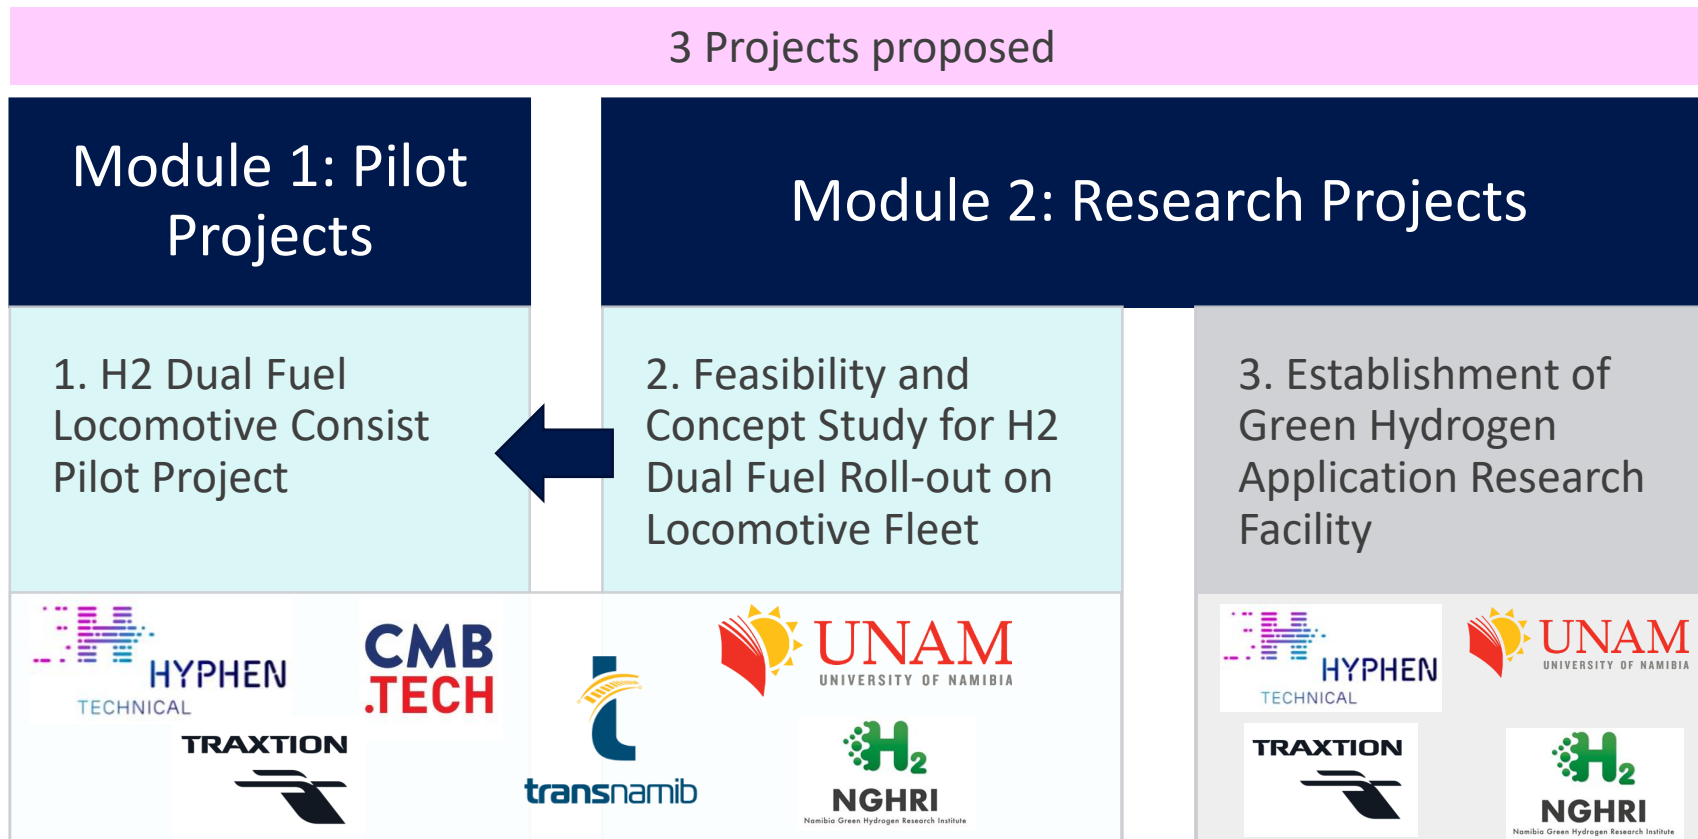 3 Projects proposed
Module 1: Pilot
Projects
Module 2: Research Projects
1. H2 Dual Fuel
Locomotive Consist
Pilot Project
2. Feasibility and
Concept Study for H2
Dual Fuel Roll-out on
Locomotive Fleet
3. Establishment of
Green Hydrogen
Application Research
Facility
HYPHEN
TECHNICAL
CMB
.TECH
TRAXTION
transnamib
UNAM
UNIVERSITY OF NAMIBIA
H2
NGHRI
Namibia Green Hydrogen Research Institute
HYPHEN
TECHNICAL
UNAM
UNIVERSITY OF NAMIBIA
TRAXTION
H2
NGHRI
Namibia Green Hydrogen Research Institute